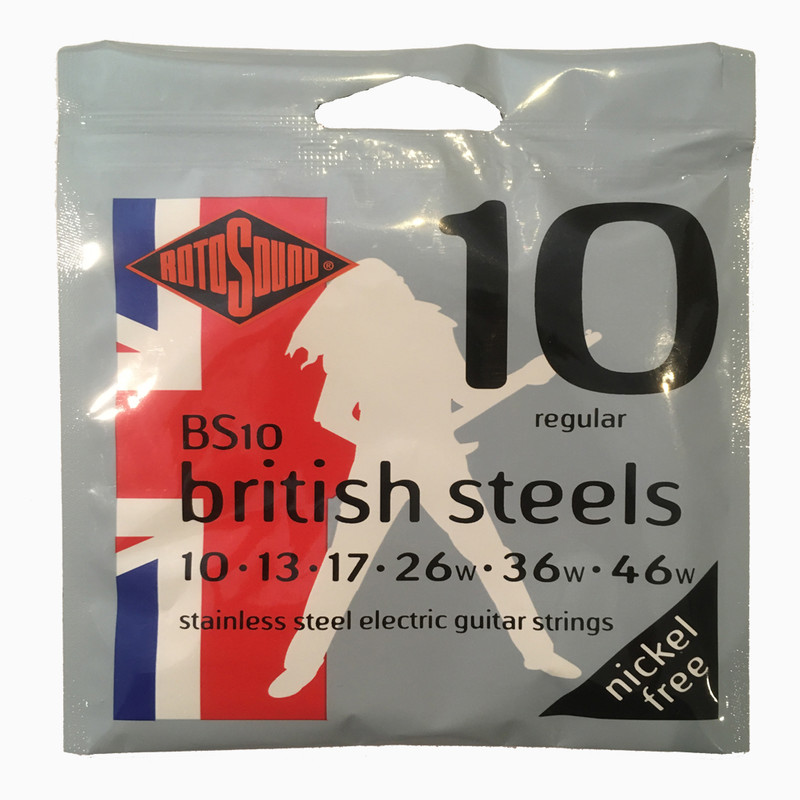 ROTOSOUND®
10
regular
BS10
british steels
10·13·17·26w·36w·46w
stainless steel electric guitar strings
nickel
free